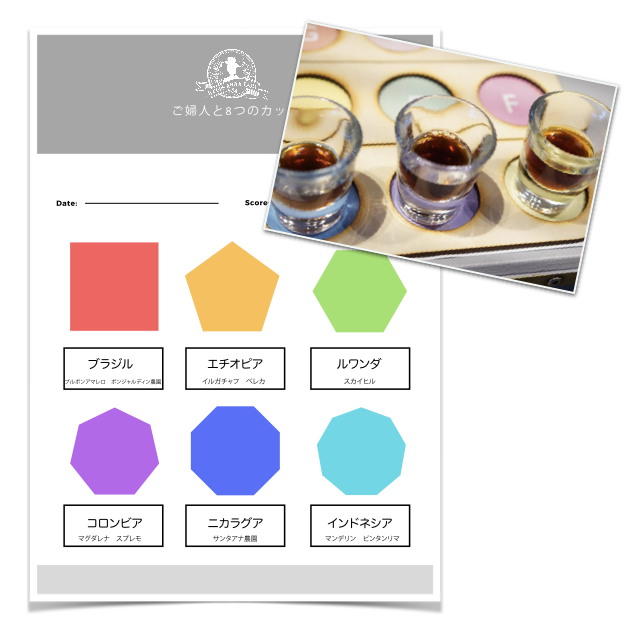 ご婦人と8つのカッ
Date:
Score
ブラジル
ブルボンアマレロ ボンジャルディン農園
エチオピア
イルガチャフ ベレカ
ルワンダ
スカイヒル
コロンビア
マグダレナ スプレモ
ニカラグア
サンタアナ農園
インドネシア
マンデリン ビンタンリマ
G
F